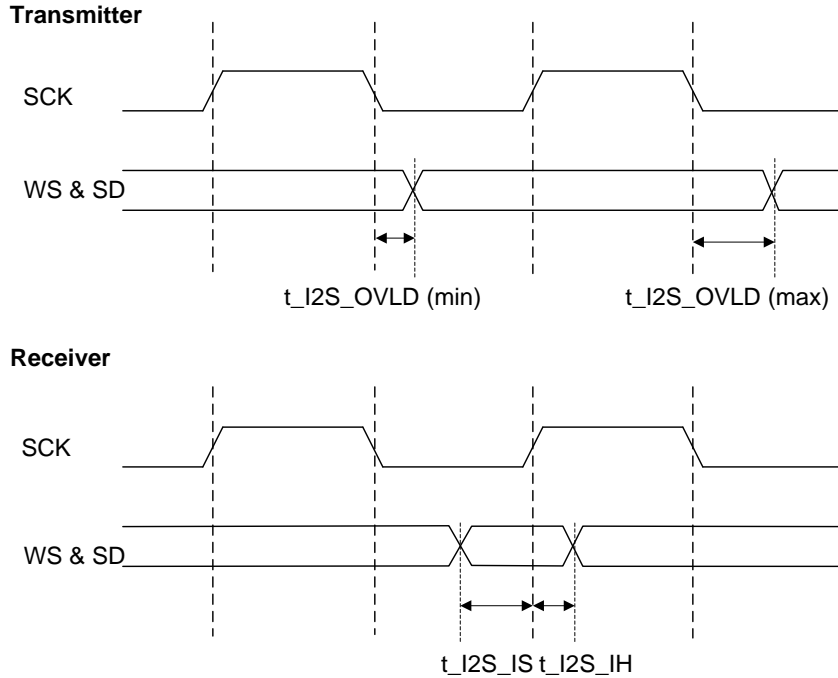 Transmitter
SCK
WS & SD
t_I2S_OVLD (min) t_I2S_OVLD (max)
Receiver
SCK
WS & SD
t_I2S_IS t_I2S_IH